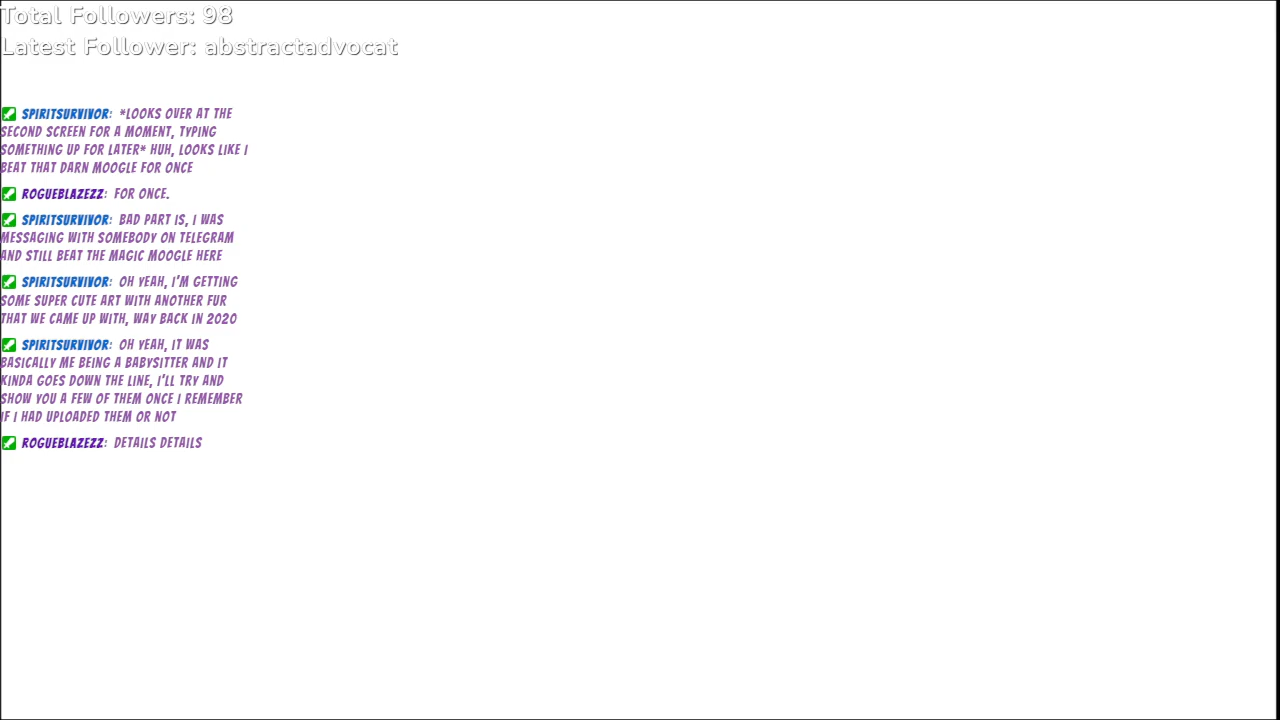 Total Followers: 98
Latest Follower: abstractadvocat
SPIRITSURVIVOR: *LOOKS OVER AT THE
SECOND SCREEN FOR A MOMENT, TYPING
SOMETHING UP FOR LATER* HUH, LOOKS LIKE I
BEAT THAT DARN MOOGLE FOR ONCE
ROGUEBLAZEZZ: FOR ONCE.
SPIRITSURVIVOR: BAD PART IS, I WAS
MESSAGING WITH SOMEBODY ON TELEGRAM
AND STILL BEAT THE MAGIC MOOGLE HERE
SPIRITSURVIVOR: OH YEAH, I'M GETTING
SOME SUPER CUTE ART WITH ANOTHER FUR
THAT WE CAME UP WITH, WAY BACK IN 2020
SPIRITSURVIVOR: OH YEAH, IT WAS
BASICALLY ME BEING A BABYSITTER AND IT
KINDA GOES DOWN THE LINE, I'LL TRY AND
SHOW YOU A FEW OF THEM ONCE I REMEMBER
IF I HAD UPLOADED THEM OR NOT
ROGUEBLAZEZZ: DETAILS DETAILS